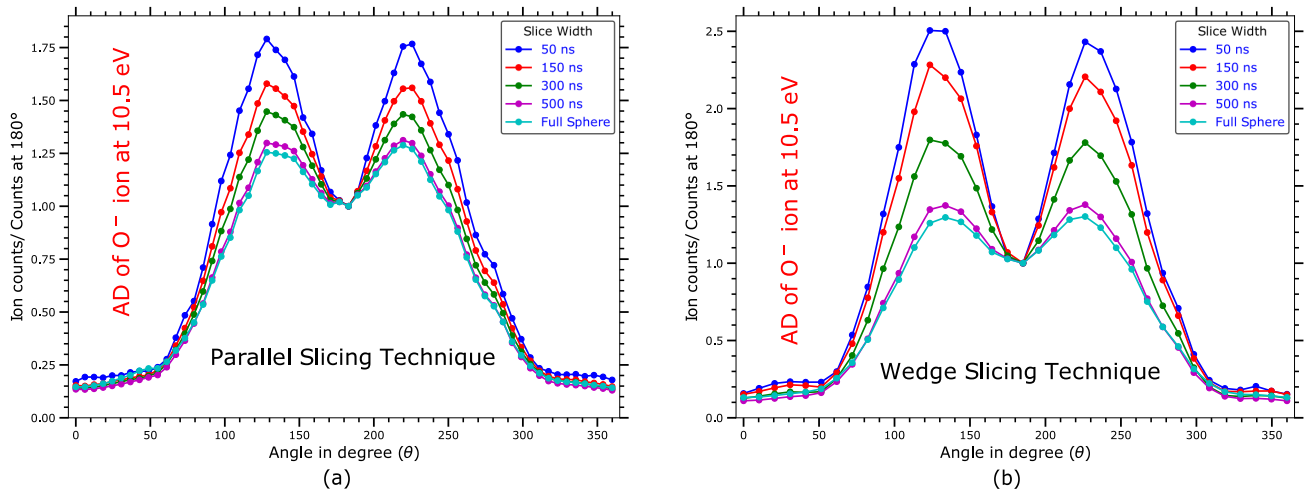 Ion counts/ Counts at 180°
1.75
1.50
1.25
1.00
0.75
0.50
0.25
0.00
AD of O⁻ ion at 10.5 eV
Slice Width
50 ns
150 ns
300 ns
500 ns
Full Sphere
Parallel Slicing Technique
0 50 100 150 200 250 300 350
Angle in degree (θ)
(a)
Ion counts/ Counts at 180°
2.5
2.0
1.5
1.0
0.5
0.0
AD of O⁻ ion at 10.5 eV
Slice Width
50 ns
150 ns
300 ns
500 ns
Full Sphere
Wedge Slicing Technique
0 50 100 150 200 250 300 350
Angle in degree (θ)
(b)